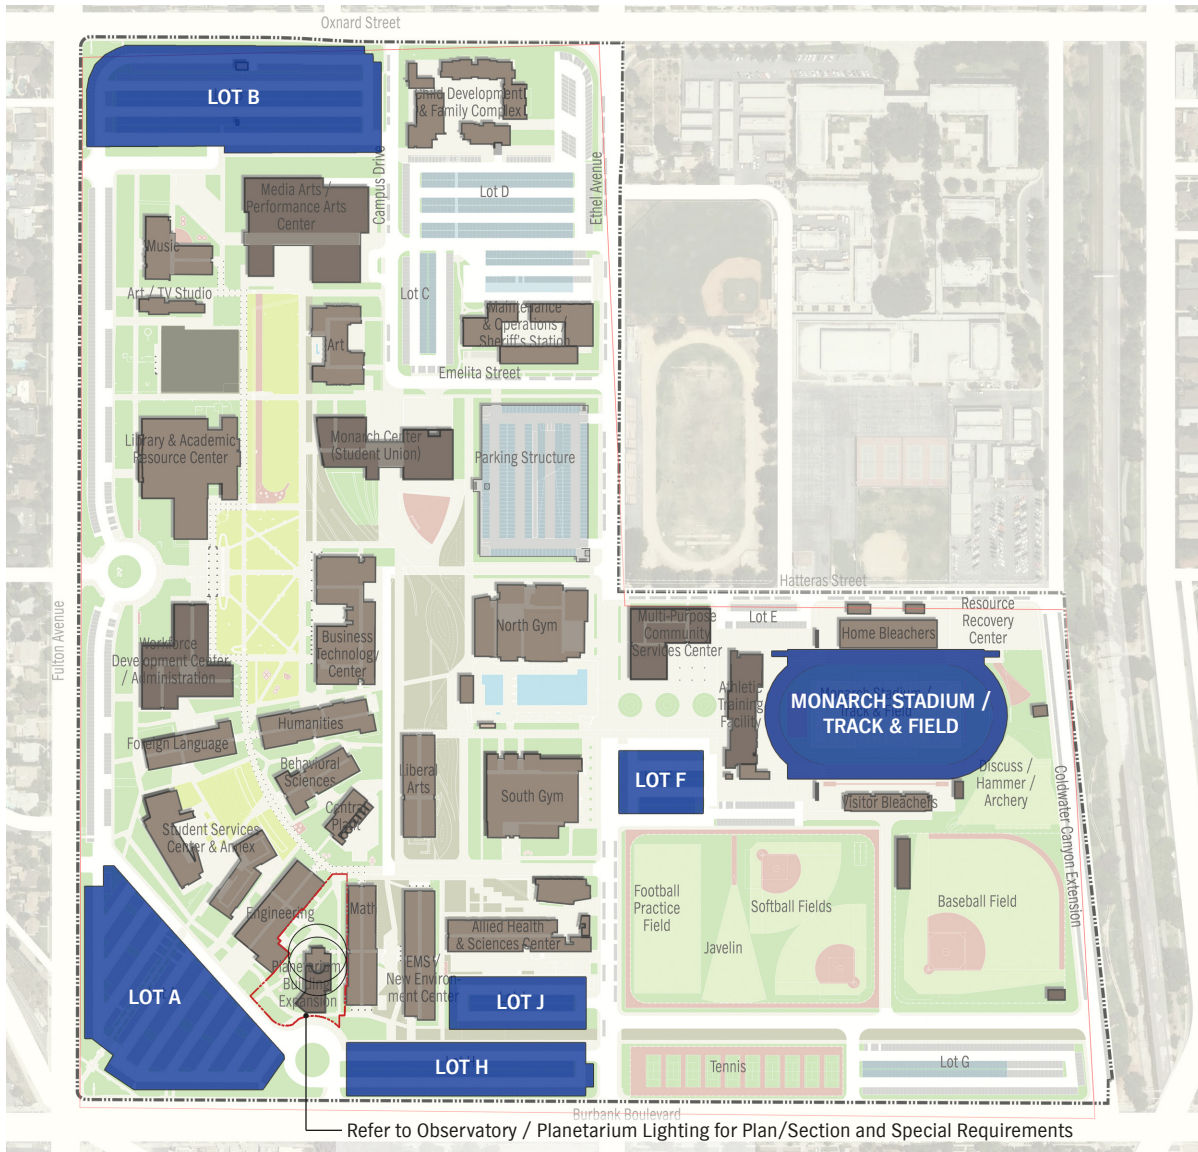 Oxnard Street
LOT B
Child Development
& Family Complex
Campus Drive
Ethel Avenue
Lot D
Media Arts /
Performance Arts
Center
Music
Art / TV Studio
Lot C
Maintenance
& Operations /
Sheriff's Station
Art
Emelita Street
Library & Academic
Resource Center
Monarch Center
(Student Union)
Parking Structure
Hatteras Street
Fulton Avenue
Workforce
Development Center
/ Administration
Business
Technology
Center
North Gym
Multi-Purpose
Community
Services Center
Lot E
Home Bleachers
Resource
Recovery
Center
Athletic
Training
Facility
Monarch Stadium /
Track & Field
MONARCH STADIUM /
TRACK & FIELD
Humanities
Foreign Language
Behavioral
Sciences
Central
Plant
Liberal
Arts
South Gym
LOT F
Visitor Bleachers
Discuss /
Hammer /
Archery
Coldwater Canyon Extension
Student Services
Center & Annex
Engineering
Math
Planetarium
Building
Expansion
EMS /
New Environ-
ment Center
Allied Health
& Sciences Center
Football
Practice
Field
Javelin
Softball Fields
Baseball Field
LOT A
LOT J
LOT H
Tennis
Lot G
Burbank Boulevard
Refer to Observatory / Planetarium Lighting for Plan/Section and Special Requirements